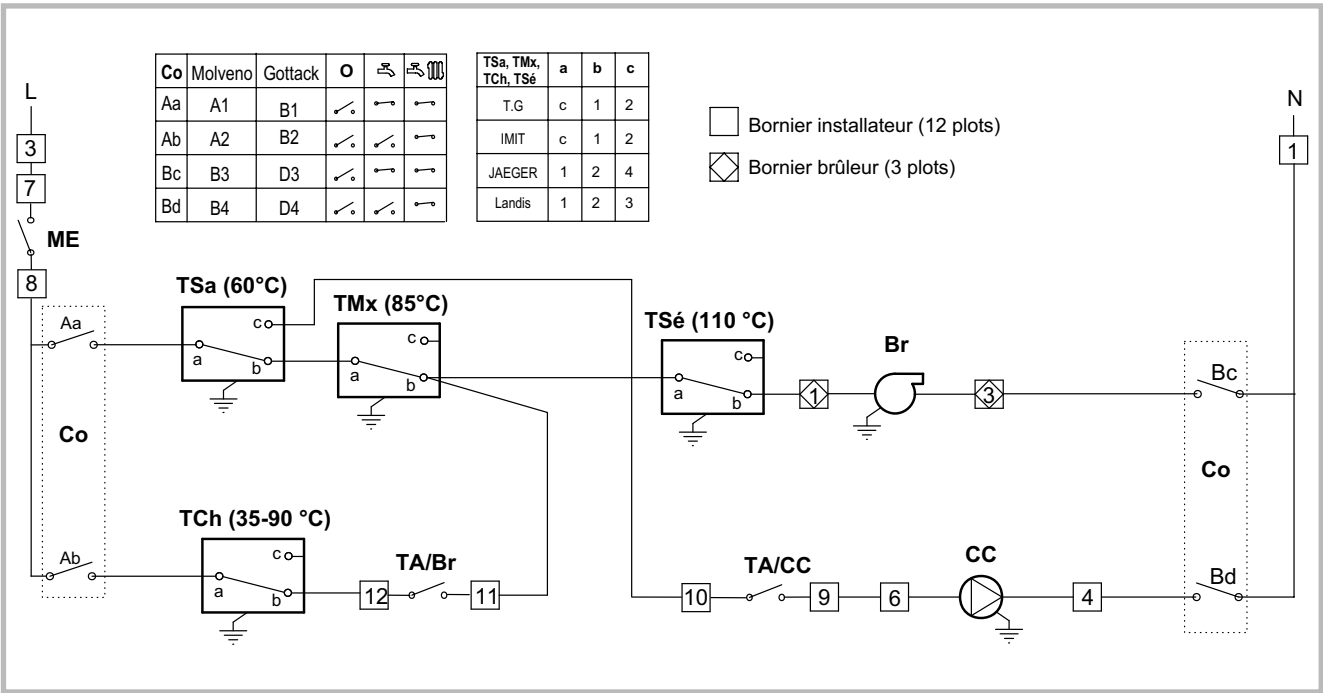 Co Molveno Gottack O
Aa A1 B1
Ab A2 B2
Bc B3 D3
Bd B4 D4
TSa, TMx, TCh, TSé a b c
T.G c 1 2
IMIT c 1 2
JAEGER 1 2 4
Landis 1 2 3
Bornier installateur (12 plots)
Bornier brûleur (3 plots)
L
3
7
ME
8
N
1
Aa
Co
Ab
TSa (60°C)
c
a
b
TMx (85°C)
c
a
b
TSé (110 °C)
c
a
b
1
Br
3
Bc
Co
Bd
TCh (35-90 °C)
c
a
b
12
TA/Br
11
10
TA/CC
9
6
CC
4